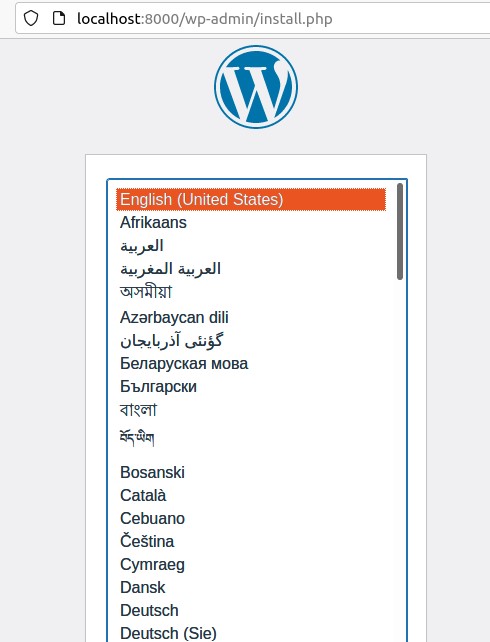 localhost:8000/wp-admin/install.php
English (United States)
Afrikaans
العربية
العربية المغربية
অসমীয়া
Azərbaycan dili
گؤنئی آذربایجان
Беларуская мова
Български
বাংলা
བོད་ཡིག
Bosanski
Català
Cebuano
Čeština
Cymraeg
Dansk
Deutsch
Deutsch (Sie)